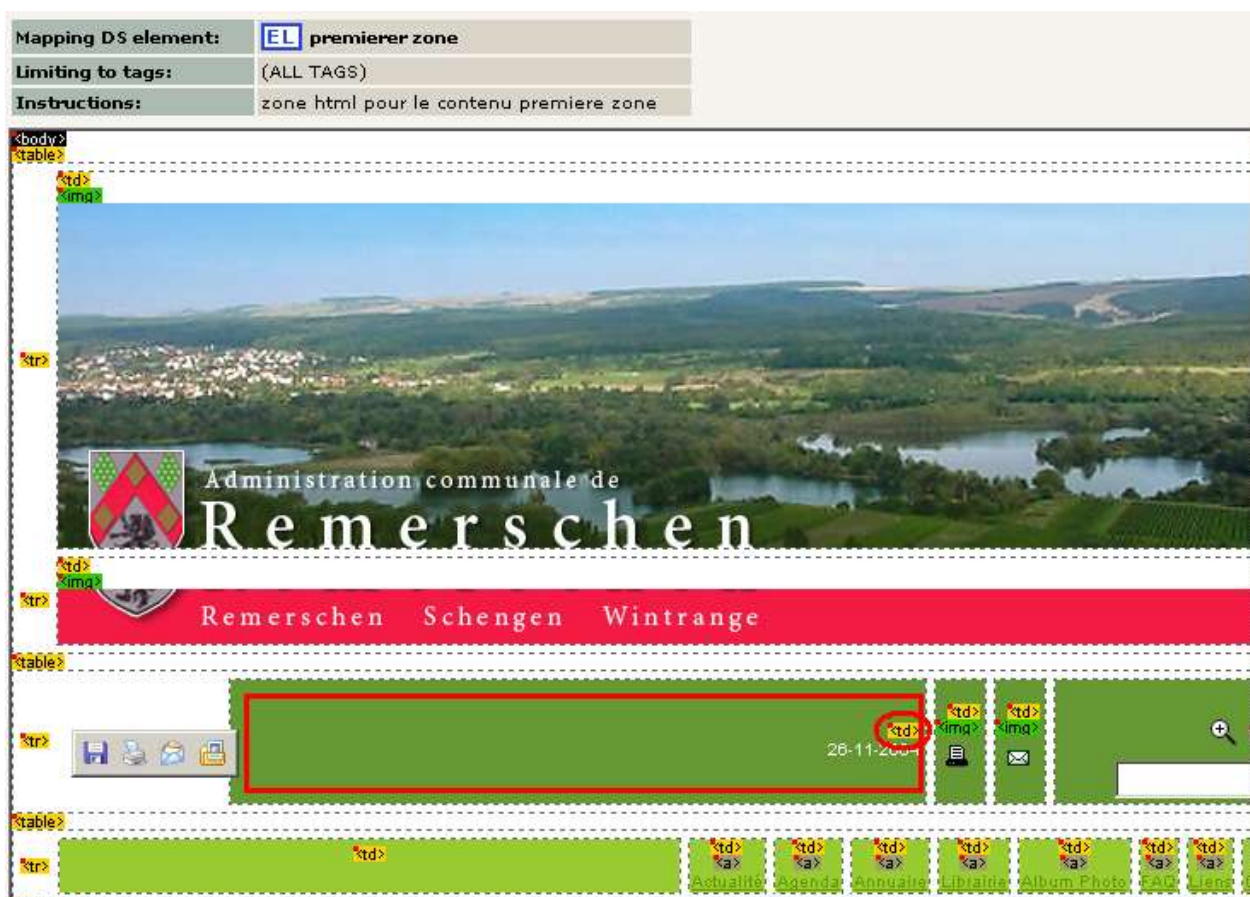 Mapping DS element: EL premierer zone
Limiting to tags: (ALL TAGS)
Instructions: zone html pour le contenu premiere zone
<body>
<table>
<td>
<img>
<tr>
Administration communale de
Remerschen
<td>
<img>
<tr>
Remerschen Schengen Wintrange
<table>
<tr>
<td> <td> <td>
<img> <img>
26-11-2004
<table>
<tr>
<td> <td> <td> <td> <td> <td> <td> <td>
<a> <a> <a> <a> <a> <a> <a>
Actualité Agenda Annuaire Librairie Album Photo FAQ Liens